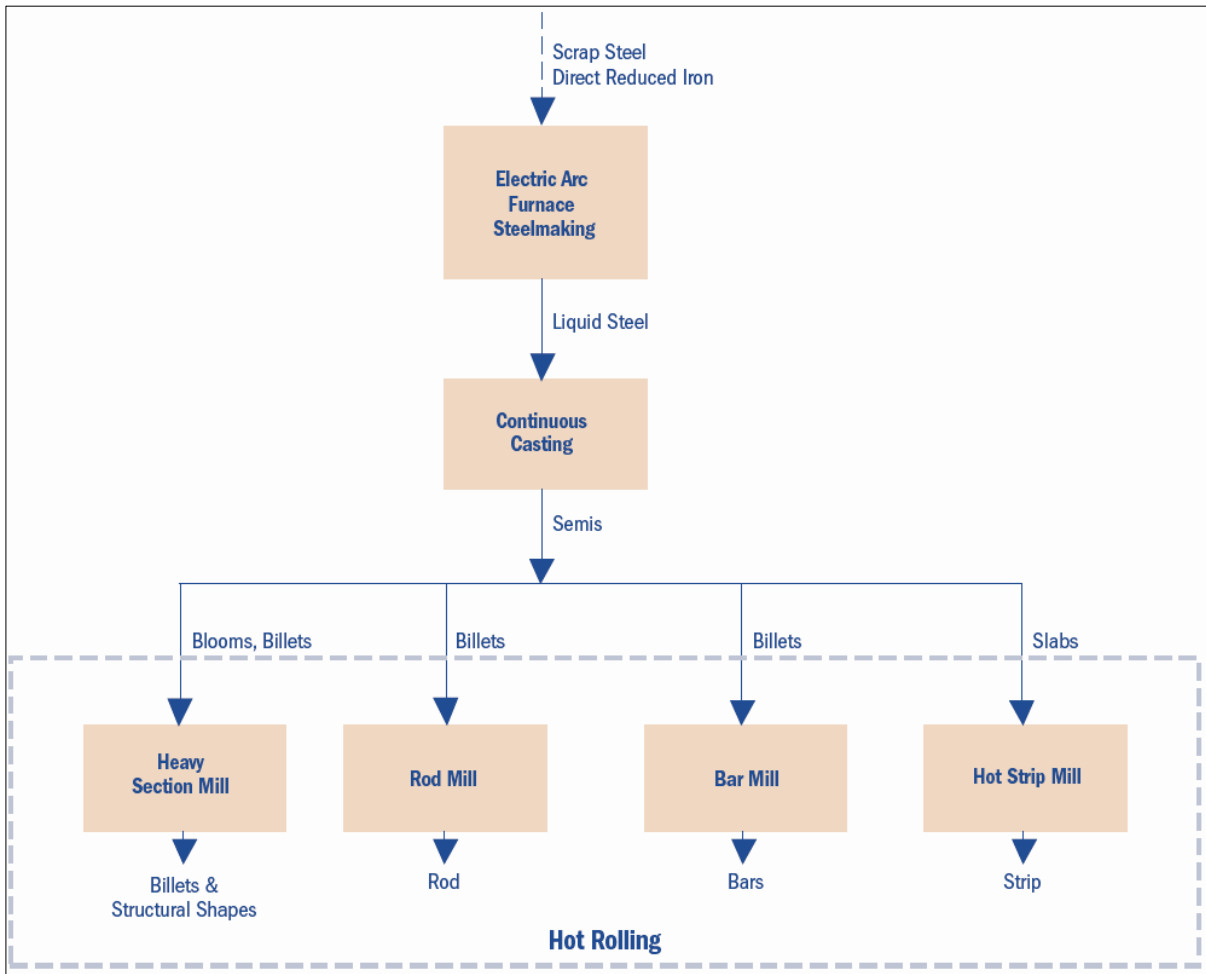 Scrap Steel
Direct Reduced Iron
Electric Arc
Furnace
Steelmaking
Liquid Steel
Continuous
Casting
Semis
Blooms, Billets
Billets
Billets
Slabs
Heavy
Section Mill
Rod Mill
Bar Mill
Hot Strip Mill
Billets &
Structural Shapes
Rod
Bars
Strip
Hot Rolling